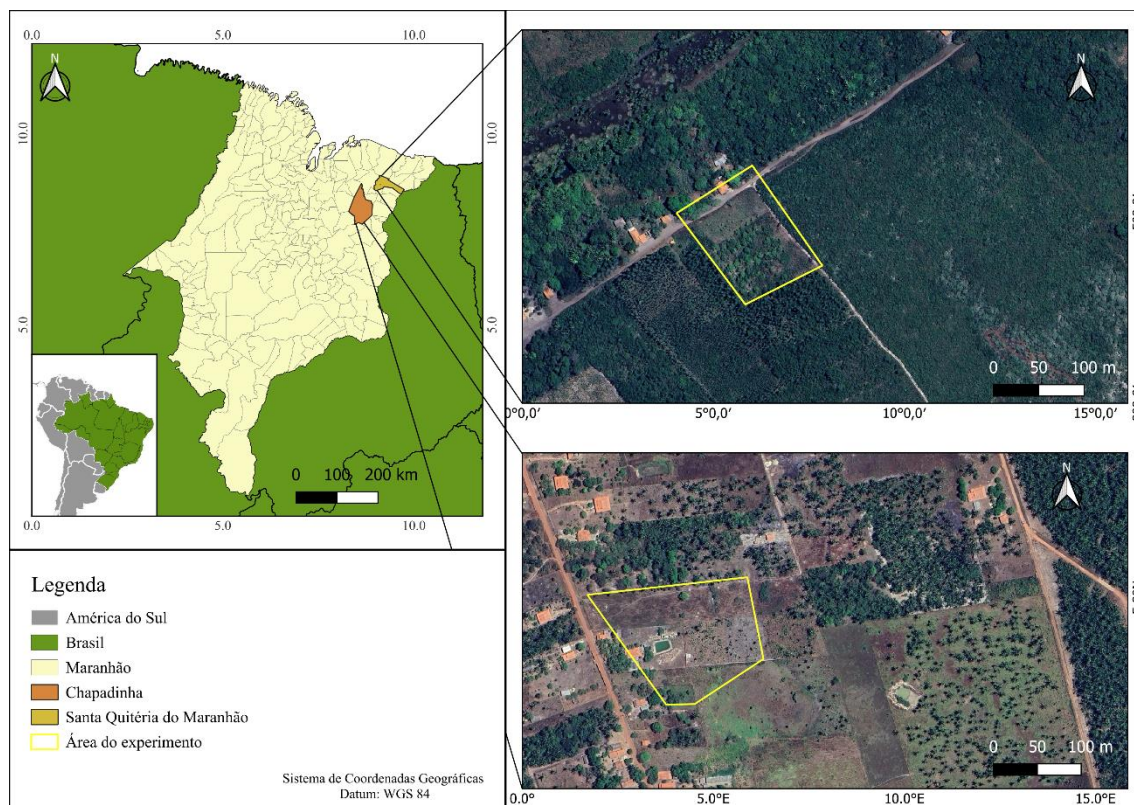 0.0
5.0
10.0
N
10.0
10.0
5.0
5.0
0 100 200 km
0.0
5.0
10.0
N
0 50 100 m
0°0,0′
5°0,0′
10°0,0′
15°0,0′
N
0 50 100 m
0.0°
5.0°E
10.0°E
15.0°E
Legenda
América do Sul
Brasil
Maranhão
Chapadinha
Santa Quitéria do Maranhão
Área do experimento
Sistema de Coordenadas Geográficas
Datum: WGS 84